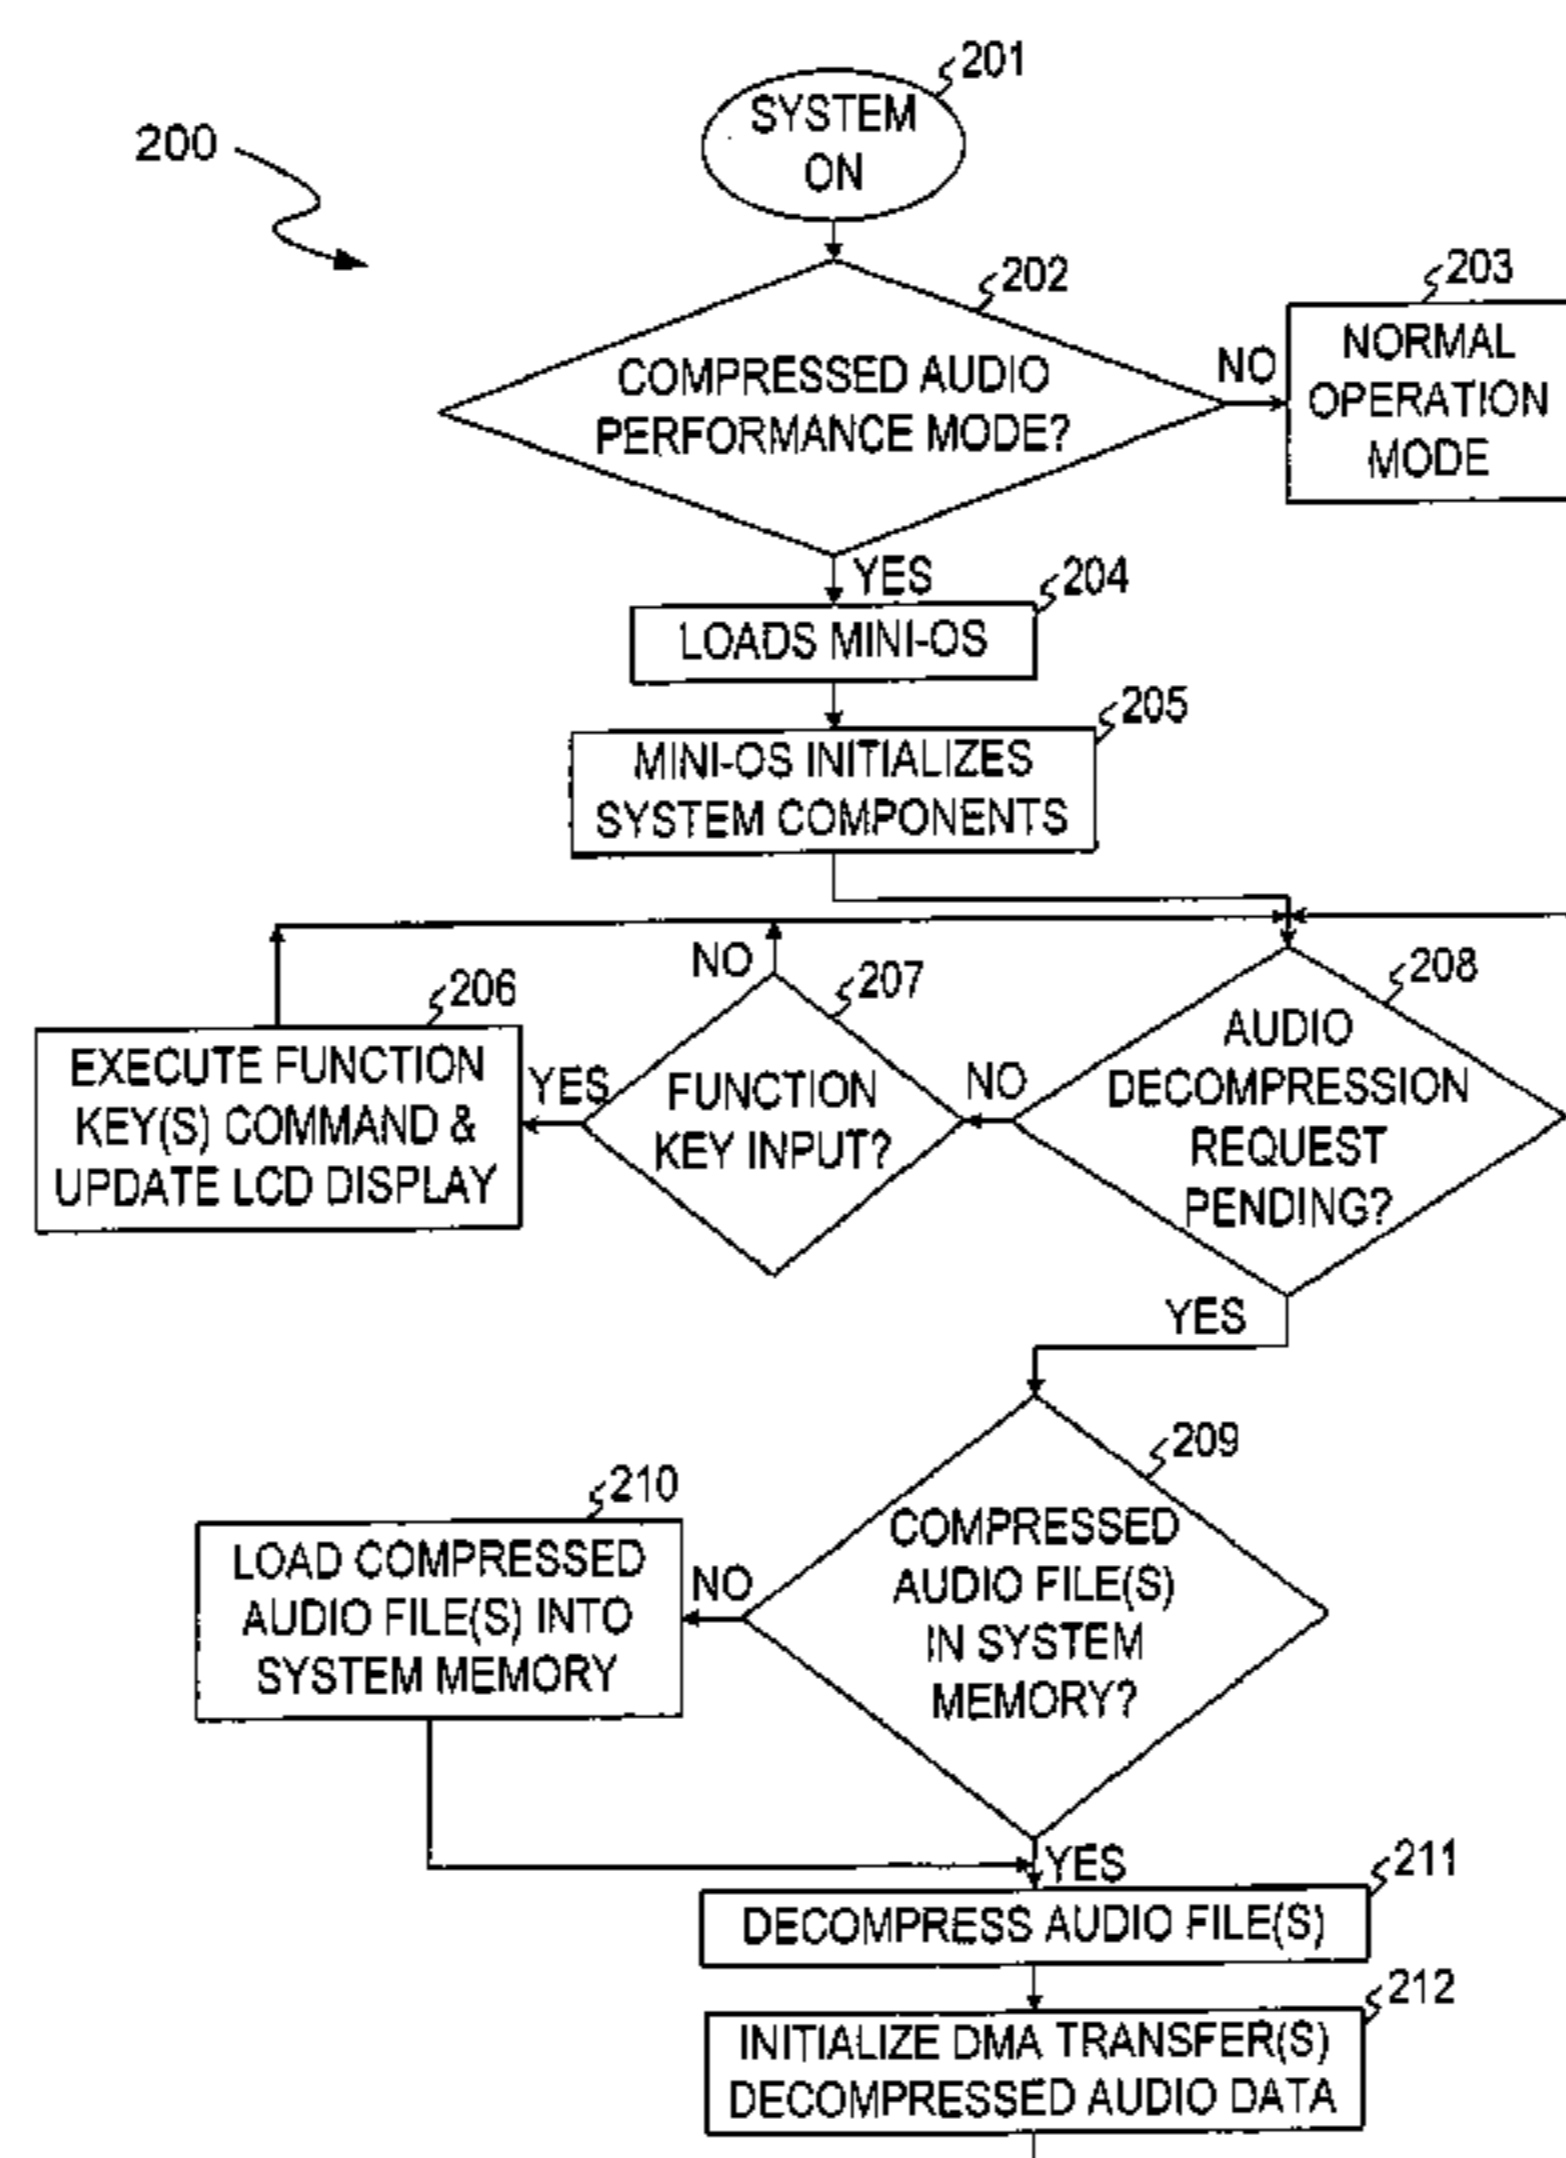 200
201
SYSTEM
ON
202
COMPRESSED AUDIO
PERFORMANCE MODE?
NO
203
NORMAL
OPERATION
MODE
YES
204
LOADS MINI-OS
205
MINI-OS INITIALIZES
SYSTEM COMPONENTS
206
EXECUTE FUNCTION
KEY(S) COMMAND &
UPDATE LCD DISPLAY
YES
NO
207
FUNCTION
KEY INPUT?
NO
208
AUDIO
DECOMPRESSION
REQUEST
PENDING?
YES
209
COMPRESSED
AUDIO FILE(S)
IN SYSTEM
MEMORY?
NO
210
LOAD COMPRESSED
AUDIO FILE(S) INTO
SYSTEM MEMORY
YES
211
DECOMPRESS AUDIO FILE(S)
212
INITIALIZE DMA TRANSFER(S)
DECOMPRESSED AUDIO DATA